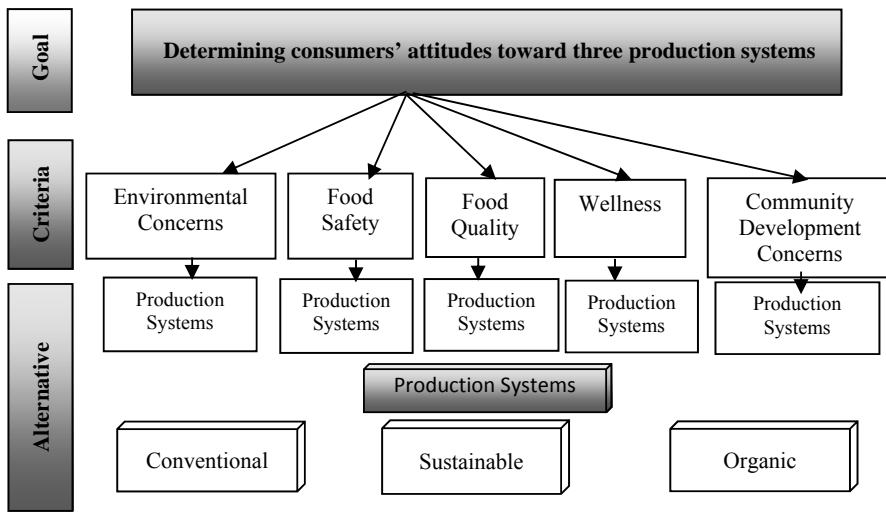 Goal
Determining consumers’ attitudes toward three production systems
Criteria
Environmental
Concerns
Food
Safety
Food
Quality
Wellness
Community
Development
Concerns
Alternative
Production
Systems
Production
Systems
Production
Systems
Production
Systems
Production
Systems
Production Systems
Conventional
Sustainable
Organic